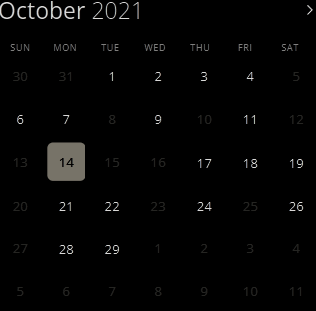 October 2021
SUN MON TUE WED THU FRI SAT
30 31 1 2 3 4 5
6 7 8 9 10 11 12
13 14 15 16 17 18 19
20 21 22 23 24 25 26
27 28 29 1 2 3 4
5 6 7 8 9 10 11